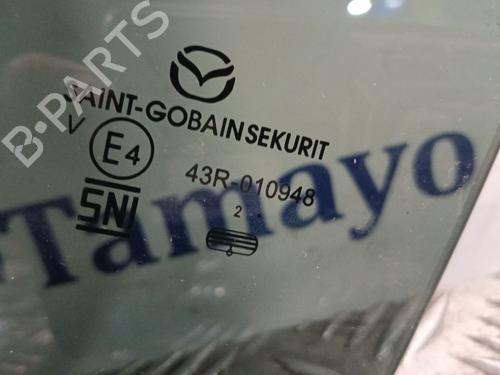 B-PARTS
SAINT-GOBAIN SEKURIT
V
E4
43R-010948
SNI
2
Tamayo